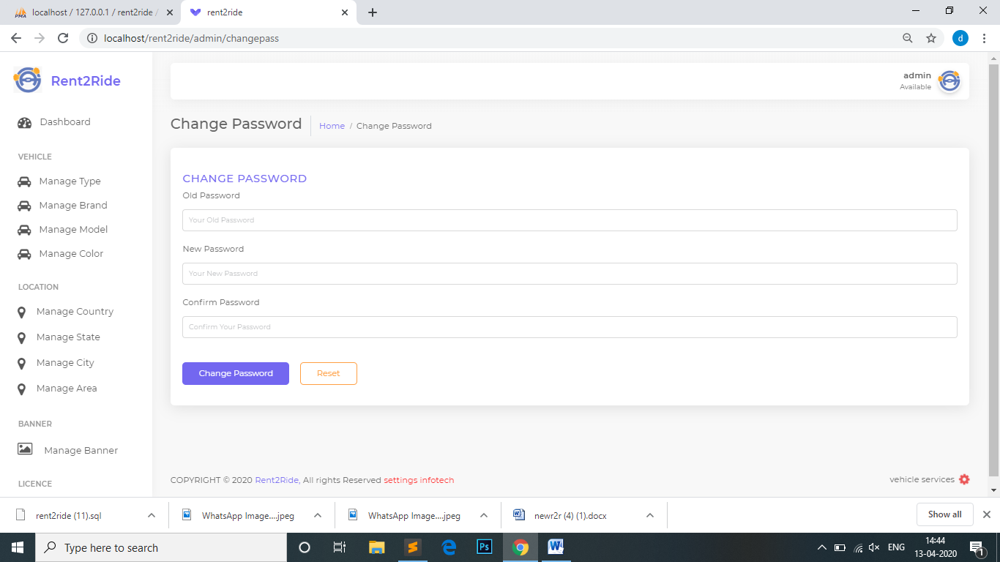 localhost / 127.0.0.1 / rent2ride /
rent2ride
localhost/rent2ride/admin/changepass
d
Rent2Ride
admin
Available
Dashboard
Change Password
Home / Change Password
VEHICLE
Manage Type
Manage Brand
Manage Model
Manage Color
LOCATION
Manage Country
Manage State
Manage City
Manage Area
BANNER
Manage Banner
LICENCE
CHANGE PASSWORD
Old Password
Your Old Password
New Password
Your New Password
Confirm Password
Confirm Your Password
Change Password
Reset
COPYRIGHT © 2020 Rent2Ride, All rights Reserved settings infotech
vehicle services
rent2ride (11).sql
WhatsApp Image....jpeg
WhatsApp Image....jpeg
newr2r (4) (1).docx
Show all
Type here to search
Ps
ENG
14:44
13-04-2020
1